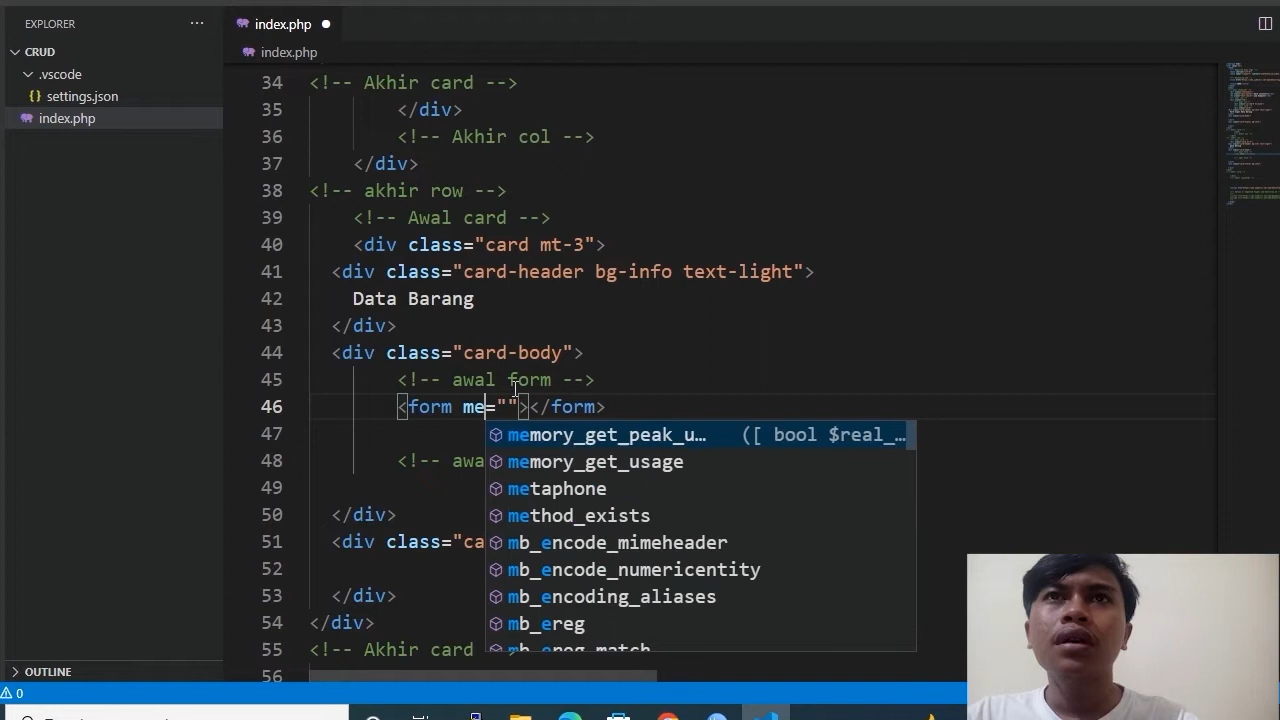 EXPLORER
···
index.php
CRUD
index.php
.vscode
settings.json
index.php
34 <!-- Akhir card -->
35 </div>
36 <!-- Akhir col -->
37 </div>
38 <!-- akhir row -->
39 <!-- Awal card -->
40 <div class="card mt-3">
41 <div class="card-header bg-info text-light">
42 Data Barang
43 </div>
44 <div class="card-body">
45 <!-- awal form -->
46 <form me=""></form>
memory_get_peak_u… ([ bool $real_…
47 memory_get_usage
48 <!-- awa
metaphone
49
method_exists
50 </div>
51 <div class="ca
mb_encode_mimeheader
52
mb_encode_numericentity
53 </div>
mb_encoding_aliases
54 </div>
mb_ereg
55 <!-- Akhir card
mb_ereg_match
56
OUTLINE
0